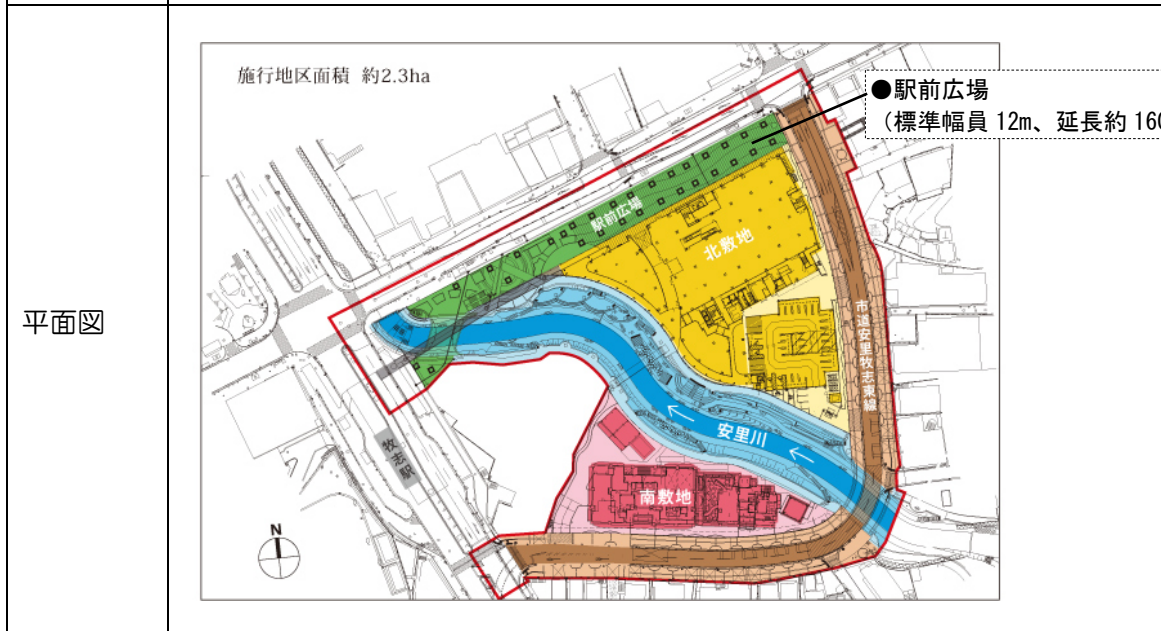 平面図
施行地区面積 約2.3ha
●駅前広場
(標準幅員 12m、延長約 160
駅前広場
北敷地
市道安里牧志東線
安里川
牧志駅
南敷地
N